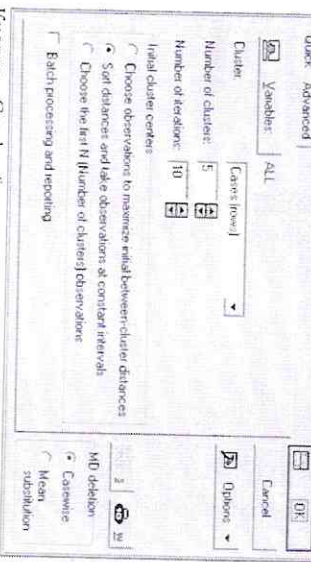 Quick Advanced
OK
Variables: ALL
Cancel
Cluster Cases (rows)
Options
Number of clusters: 5
Number of iterations: 10
Initial cluster centers
Choose observations to maximize initial between-cluster distances
Sort distances and take observations at constant intervals
Choose the first N (Number of clusters) observations
Batch processing and reporting
MD deletion
Casewise
Mean
substitution